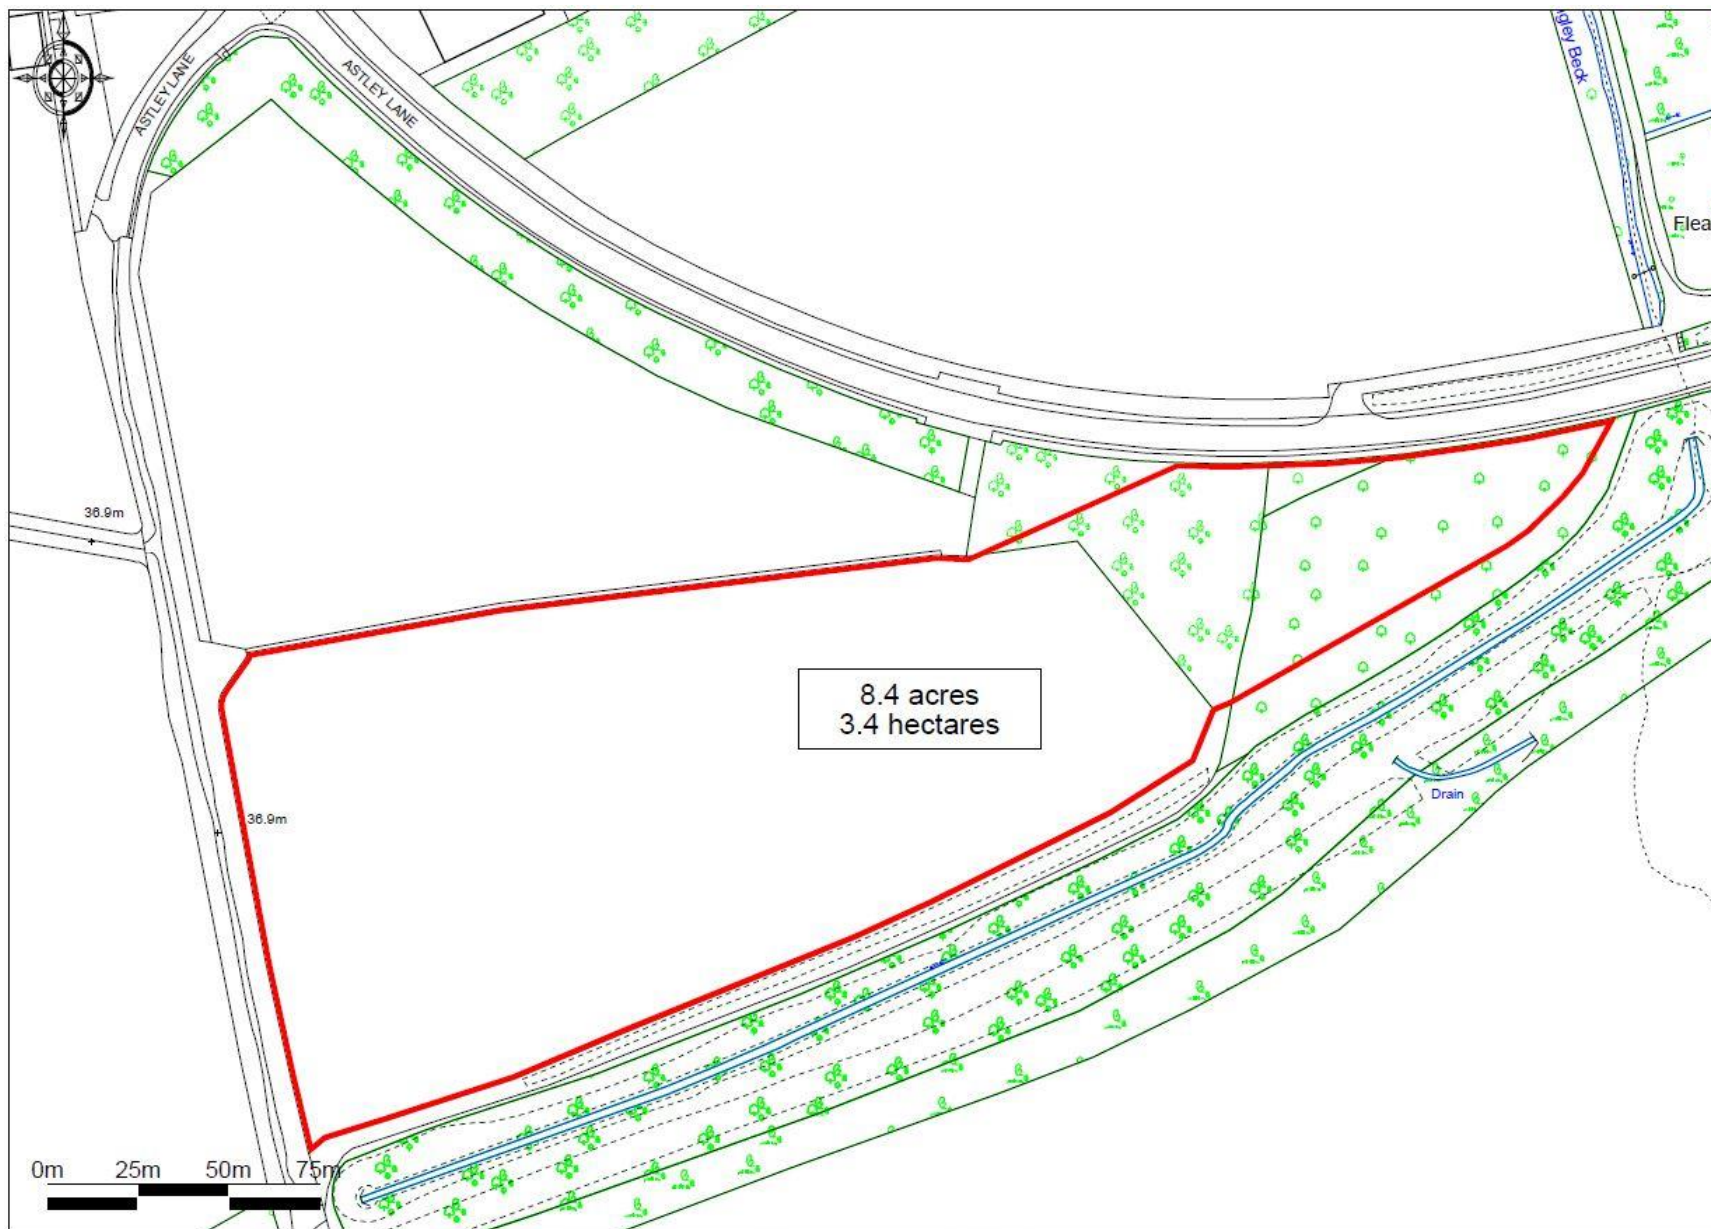 ASTLEY LANE
ASTLEY LANE
Beck
36.9m
8.4 acres
3.4 hectares
36.9m
Drain
0m 25m 50m 75m